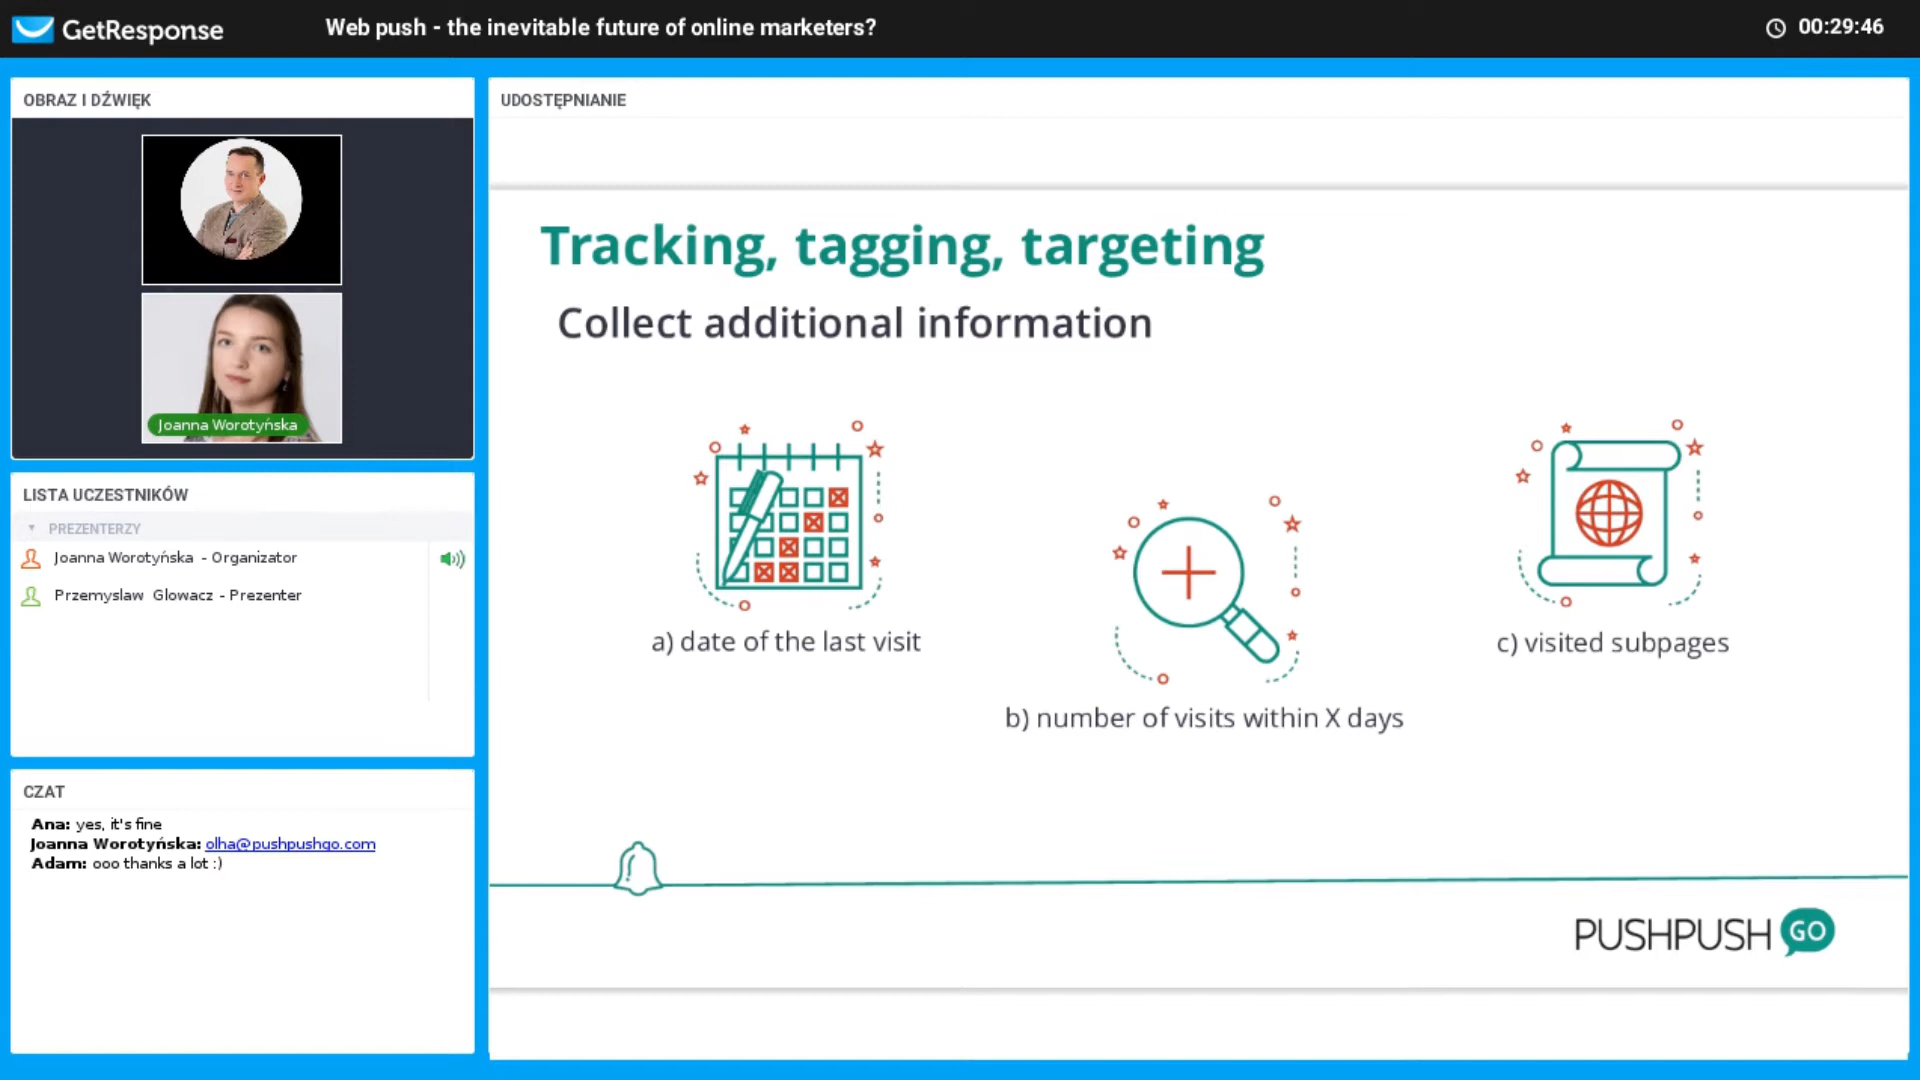 GetResponse
Web push - the inevitable future of online marketers?
00:29:46
OBRAZ I DŹWIĘK
Joanna Worotyńska
LISTA UCZESTNIKÓW
PREZENTERZY
Joanna Worotyńska - Organizator
Przemyslaw Glowacz - Prezenter
CZAT
Ana: yes, it's fine
Joanna Worotyńska: olha@pushpushgo.com
Adam: ooo thanks a lot :)
UDOSTĘPNIANIE
Tracking, tagging, targeting
Collect additional information
a) date of the last visit
b) number of visits within X days
c) visited subpages
PUSHPUSH GO